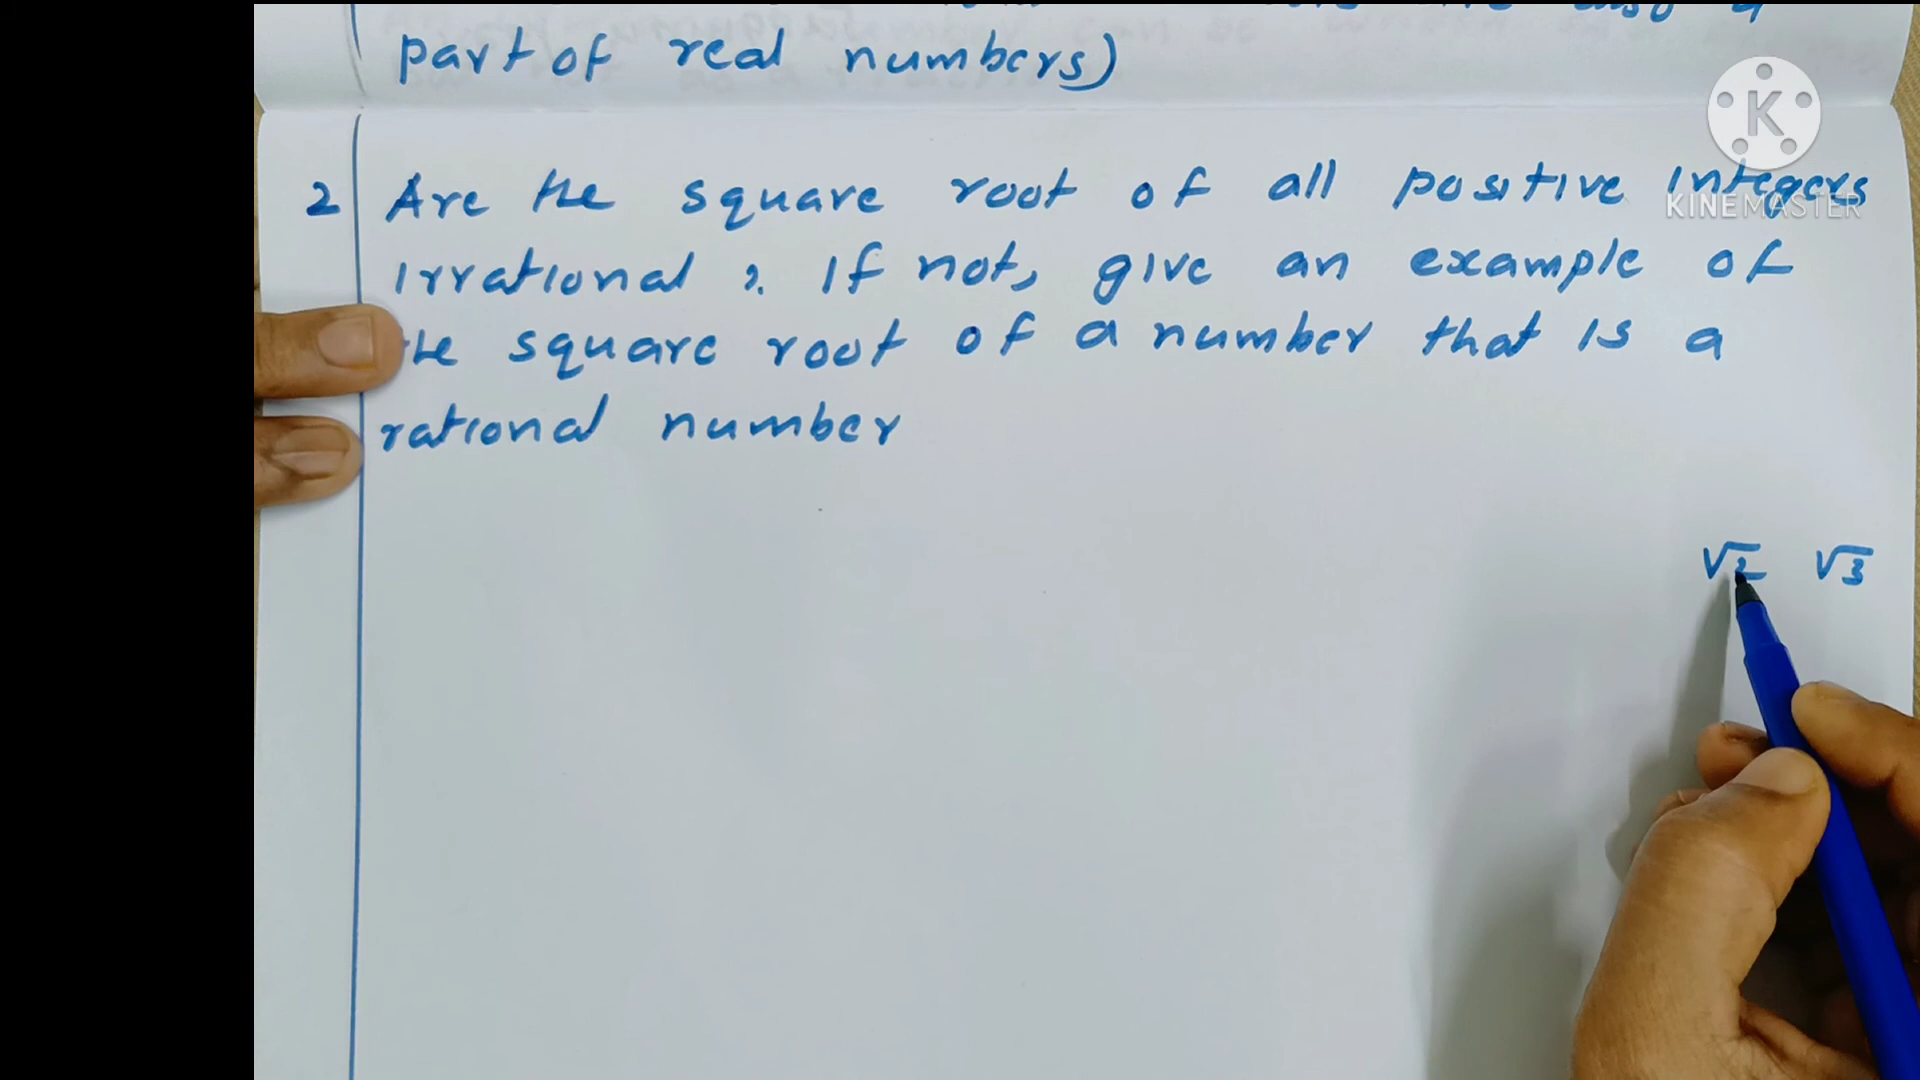 also a
part of real numbers)
K
KINEMASTER
2 Are the square root of all positive integers
irrational ? If not, give an example of
the square root of a number that is a
rational number
√2 √3